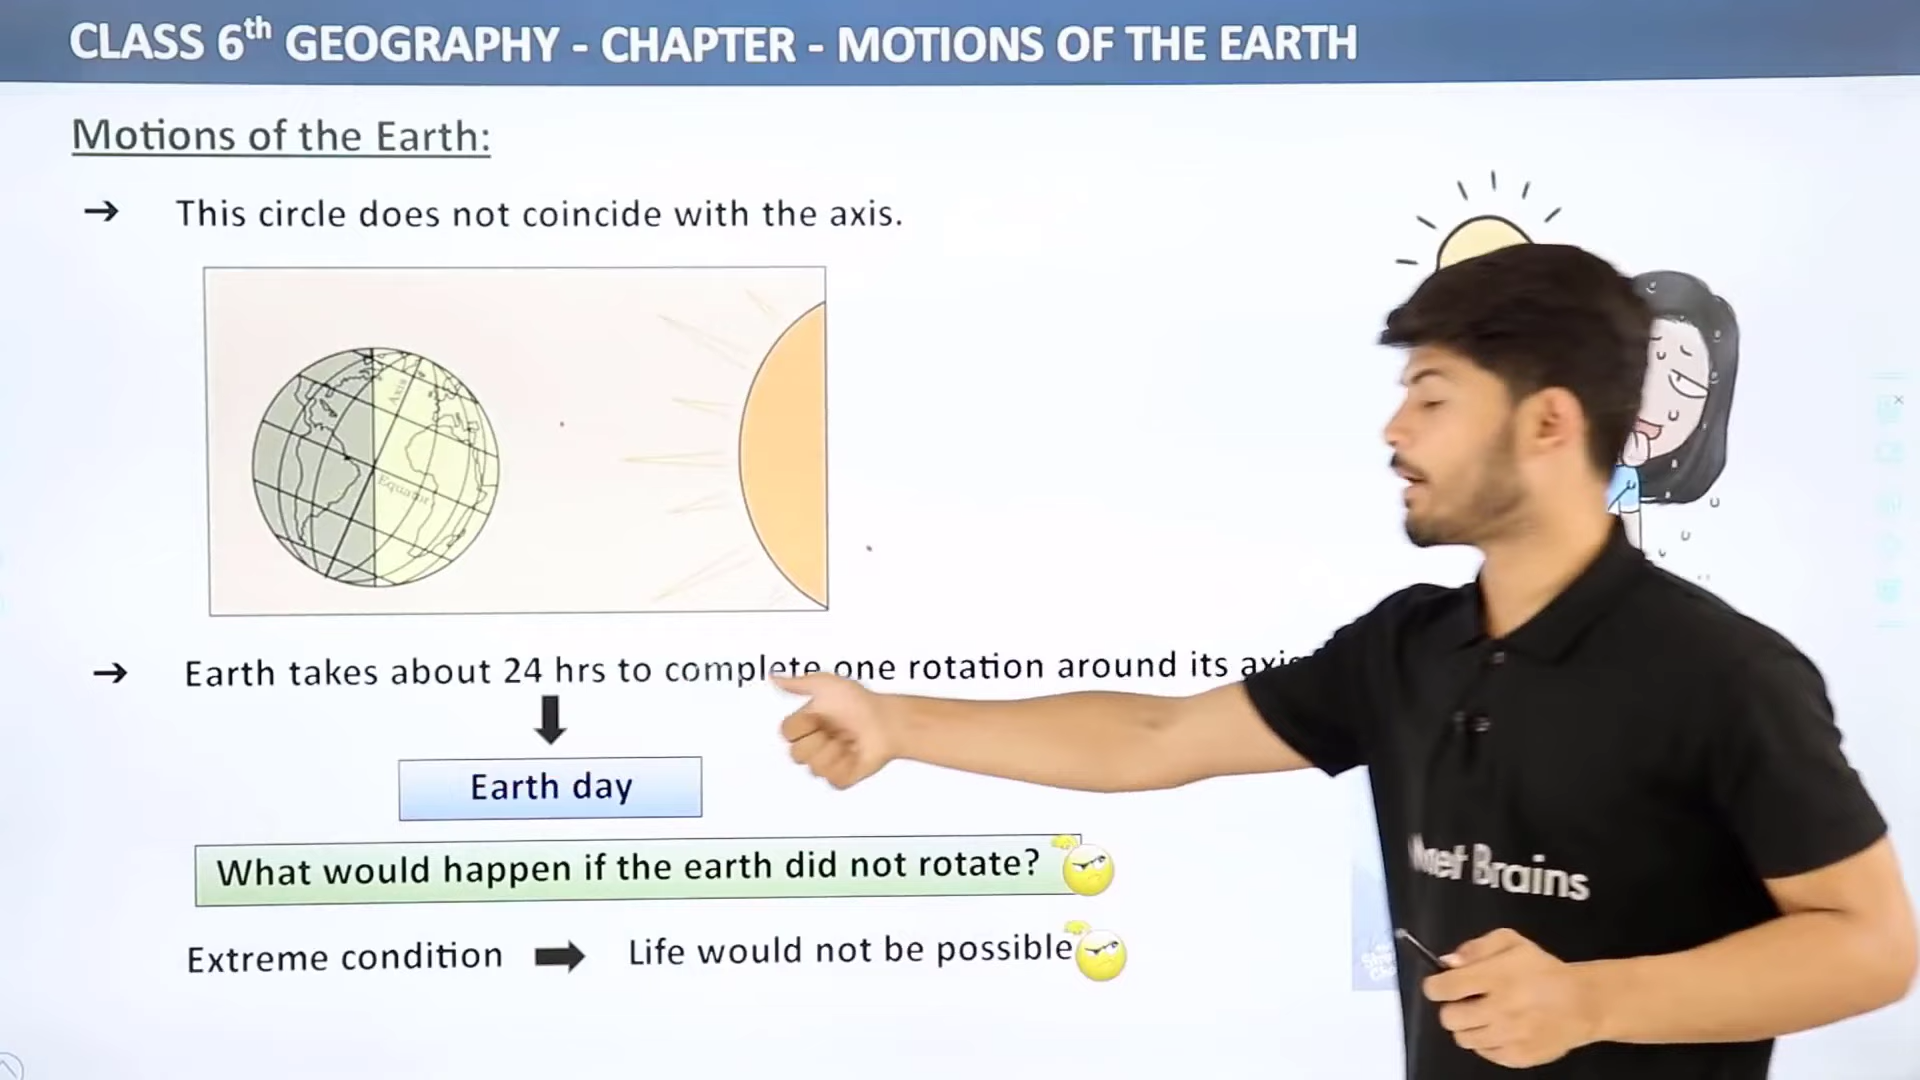 CLASS 6th GEOGRAPHY - CHAPTER - MOTIONS OF THE EARTH
Motions of the Earth:
→ This circle does not coincide with the axis.
Axis
Equator
→ Earth takes about 24 hrs to complete one rotation around its axis
Earth day
What would happen if the earth did not rotate?
Extreme condition → Life would not be possible
Brains